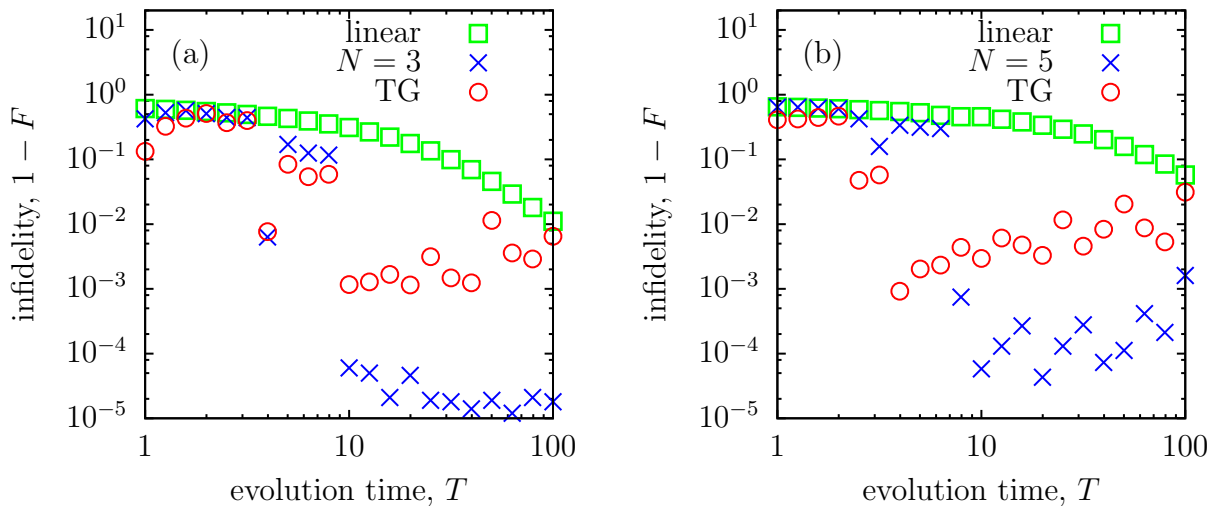 (a)
linear
N = 3
TG
10^1
10^0
10^-1
10^-2
10^-3
10^-4
10^-5
infidelity, 1 − F
1 10 100
evolution time, T
(b)
linear
N = 5
TG
10^1
10^0
10^-1
10^-2
10^-3
10^-4
10^-5
infidelity, 1 − F
1 10 100
evolution time, T